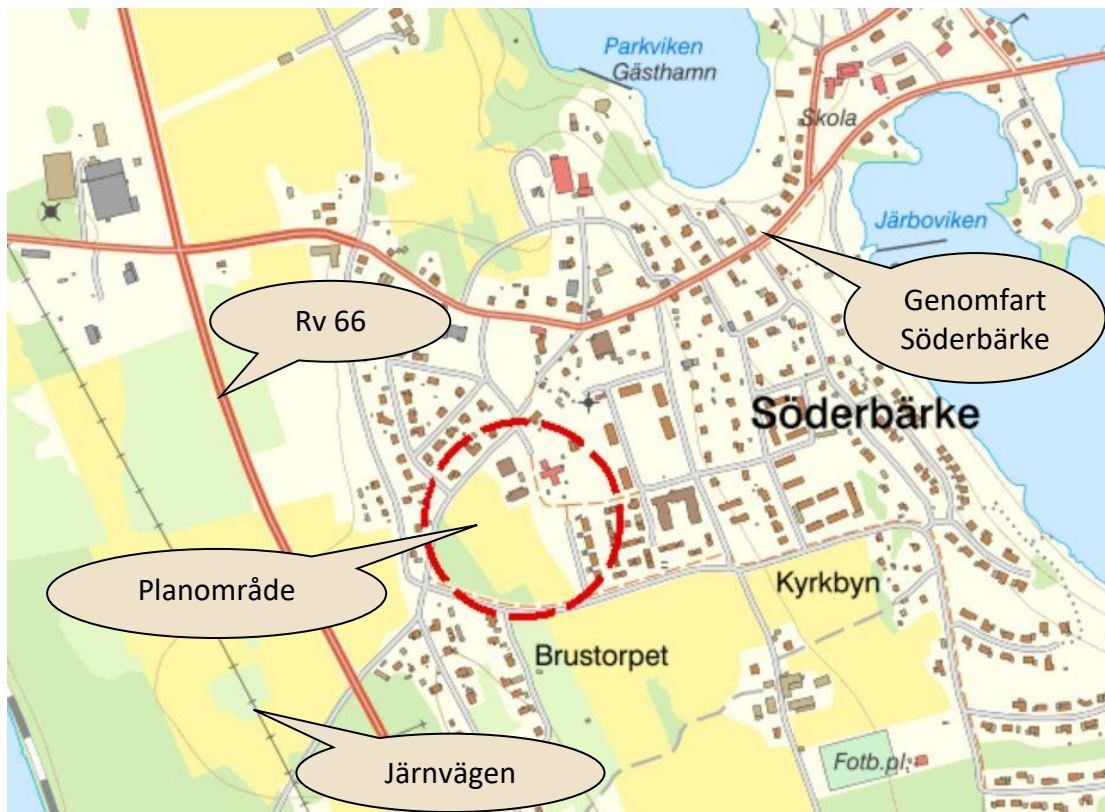 Parkviken
Gästhamn
Skola
Järboviken
Genomfart
Söderbärke
Rv 66
Söderbärke
Planområde
Kyrkbyn
Brustorpet
Järnvägen
Fotb.pl.